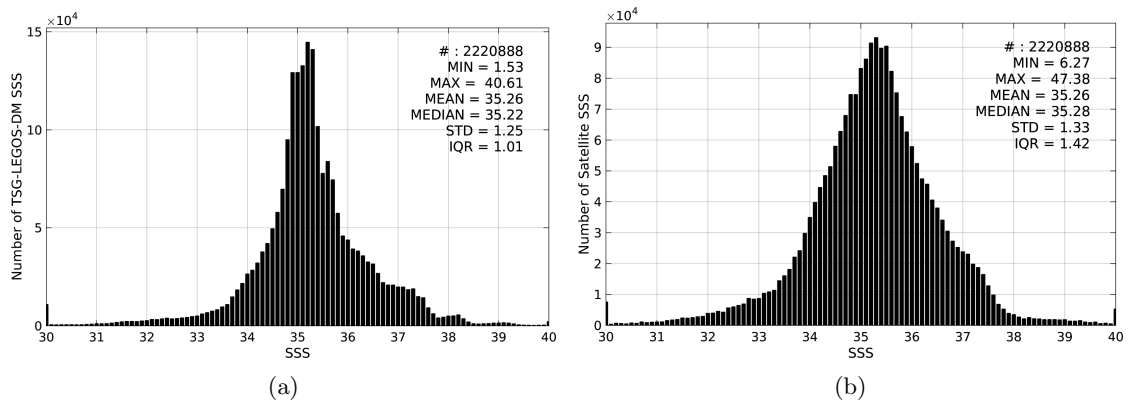 ×10⁴
15
10
5
0
Number of TSG-LEGOS-DM SSS
# : 2220888
MIN = 1.53
MAX = 40.61
MEAN = 35.26
MEDIAN = 35.22
STD = 1.25
IQR = 1.01
30 31 32 33 34 35 36 37 38 39 40
SSS
(a)
×10⁴
9
8
7
6
5
4
3
2
1
0
Number of Satellite SSS
# : 2220888
MIN = 6.27
MAX = 47.38
MEAN = 35.26
MEDIAN = 35.28
STD = 1.33
IQR = 1.42
30 31 32 33 34 35 36 37 38 39 40
SSS
(b)